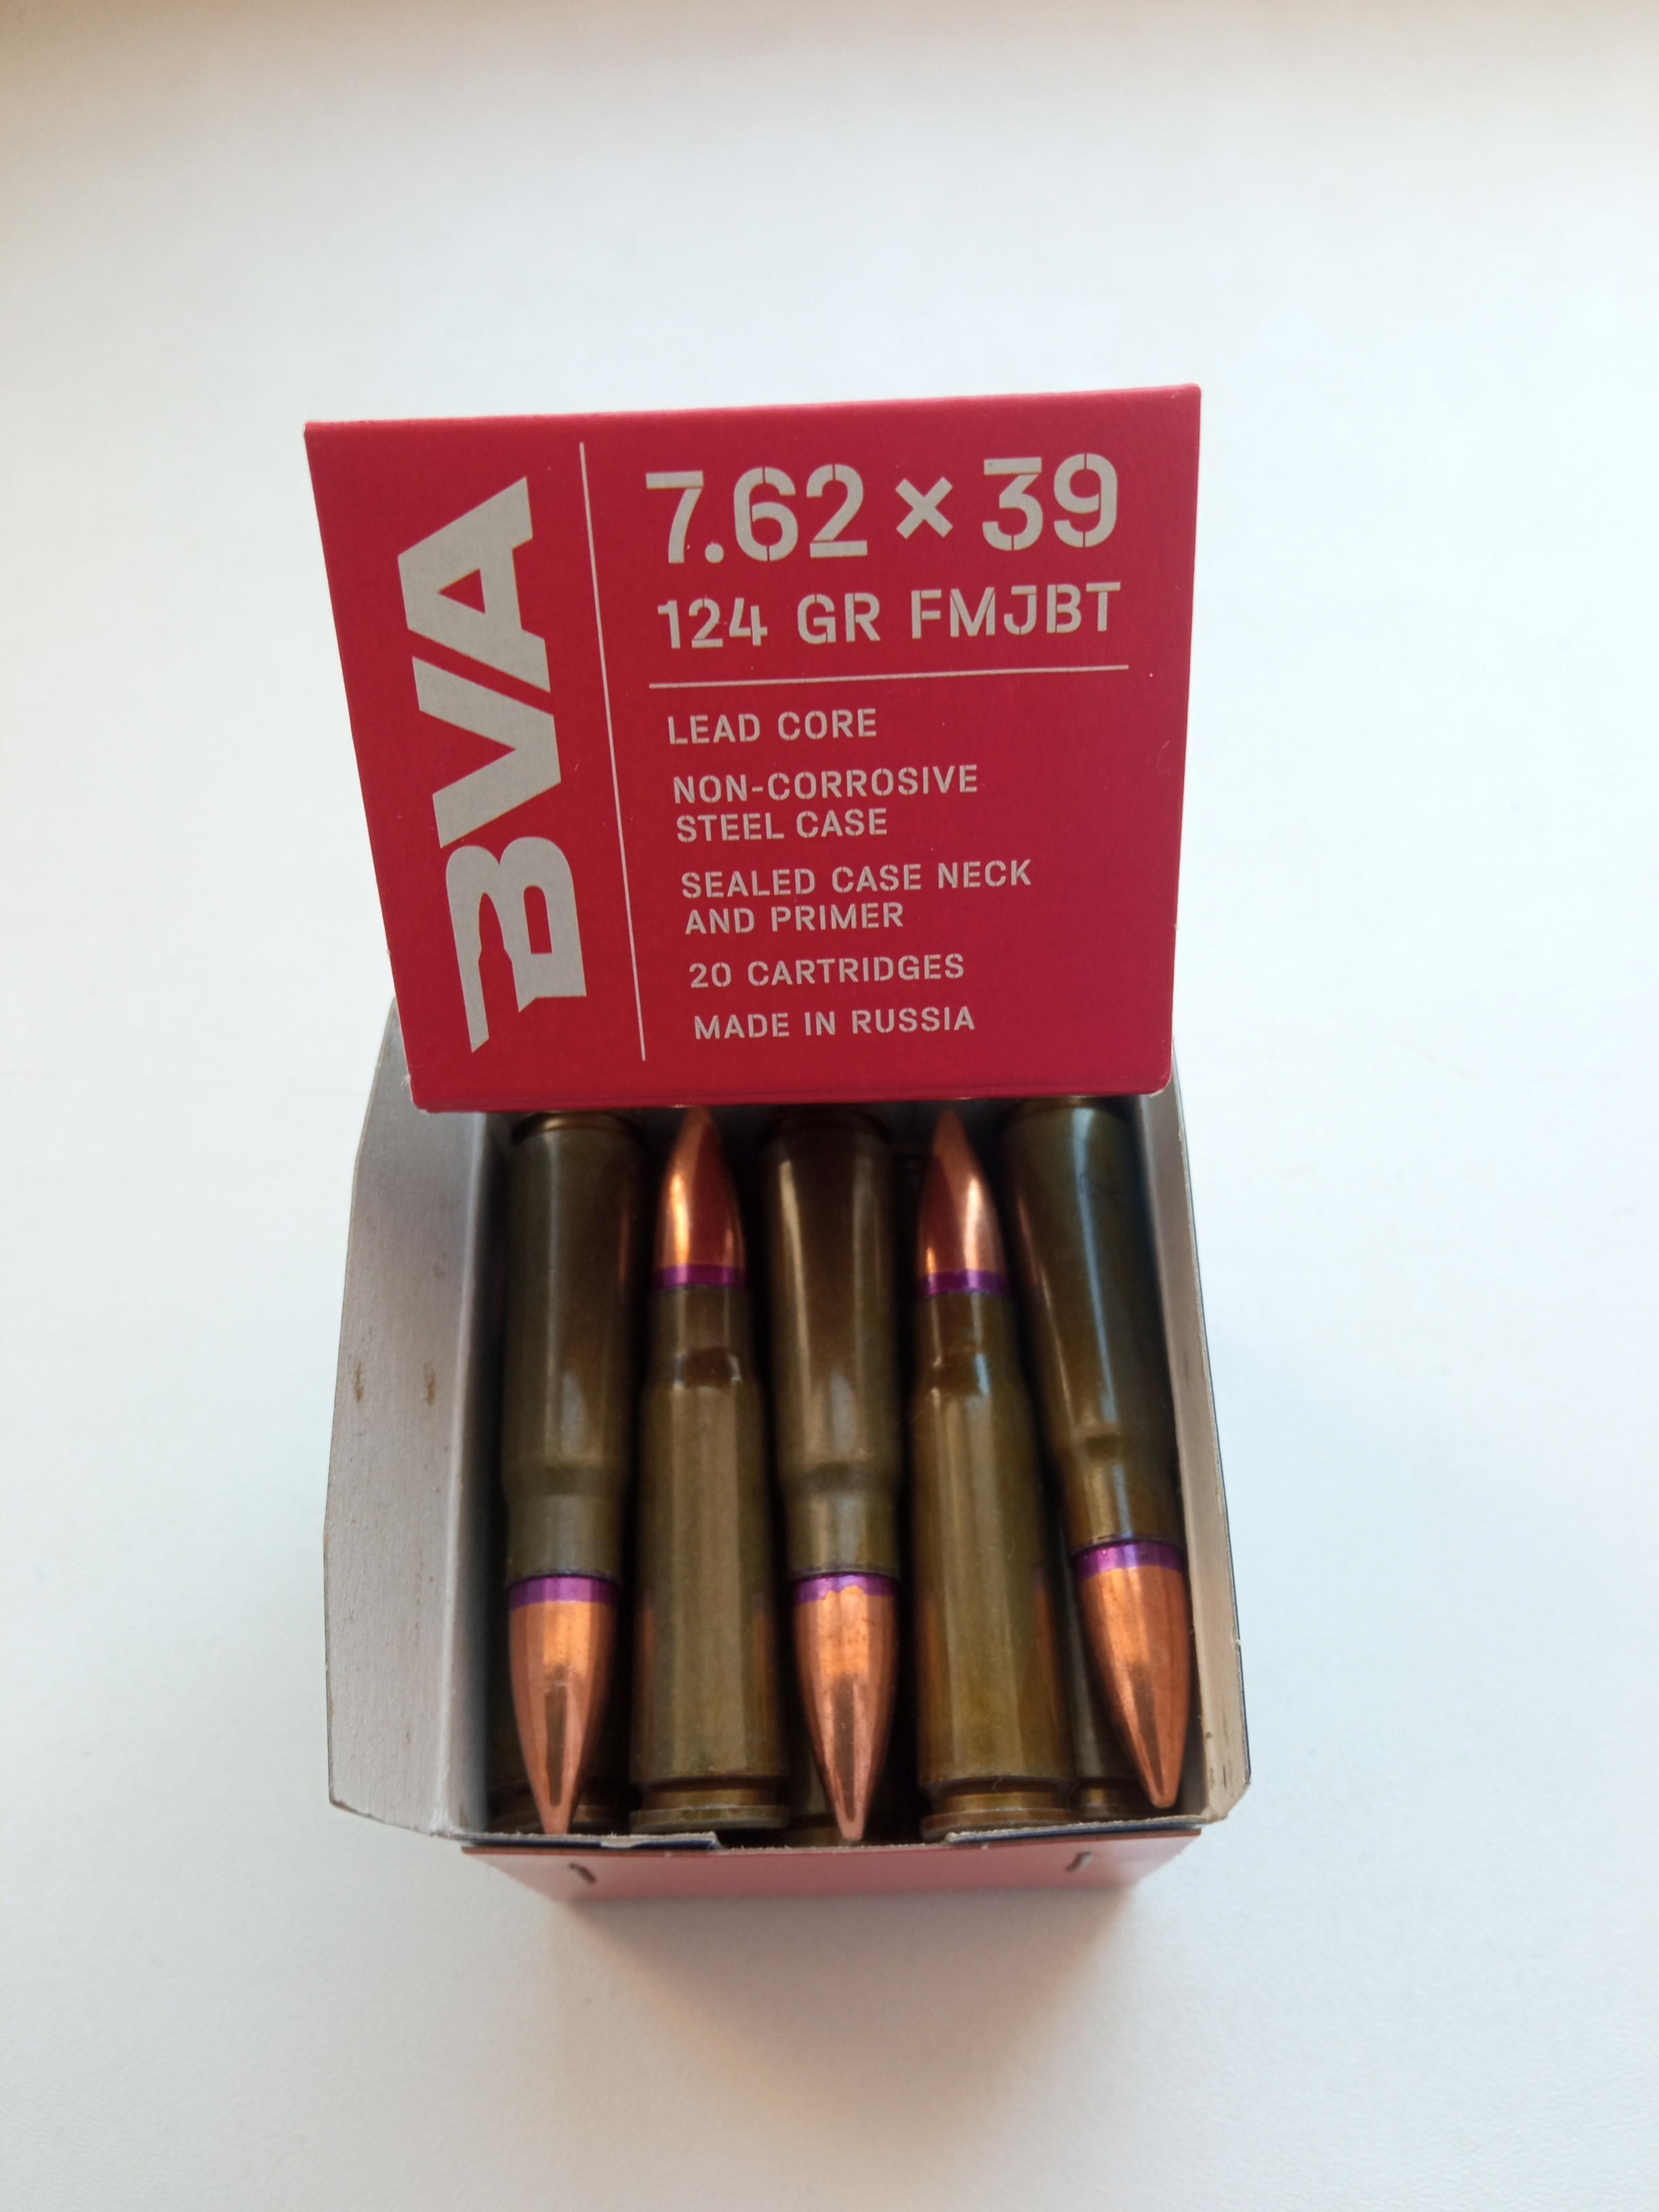 BVA
7.62×39
124 GR FMJBT
LEAD CORE
NON-CORROSIVE
STEEL CASE
SEALED CASE NECK
AND PRIMER
20 CARTRIDGES
MADE IN RUSSIA